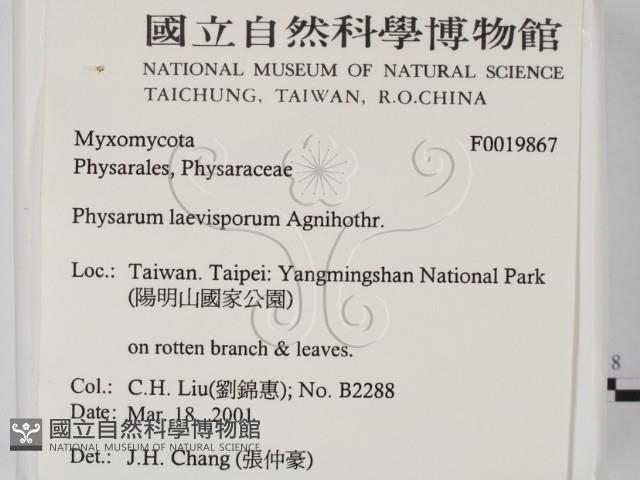 國立自然科學博物館
NATIONAL MUSEUM OF NATURAL SCIENCE
TAICHUNG, TAIWAN, R.O.CHINA
Myxomycota F0019867
Physarales, Physaraceae
Physarum laevisporum Agnihothr.
Loc.: Taiwan. Taipei: Yangmingshan National Park
(陽明山國家公園)
on rotten branch & leaves.
Col.: C.H. Liu(劉錦惠); No. B2288
Date: Mar. 18, 2001
國立自然科學博物館
NATIONAL MUSEUM OF NATURAL SCIENCE
Det.: J.H. Chang (張仲豪)
8